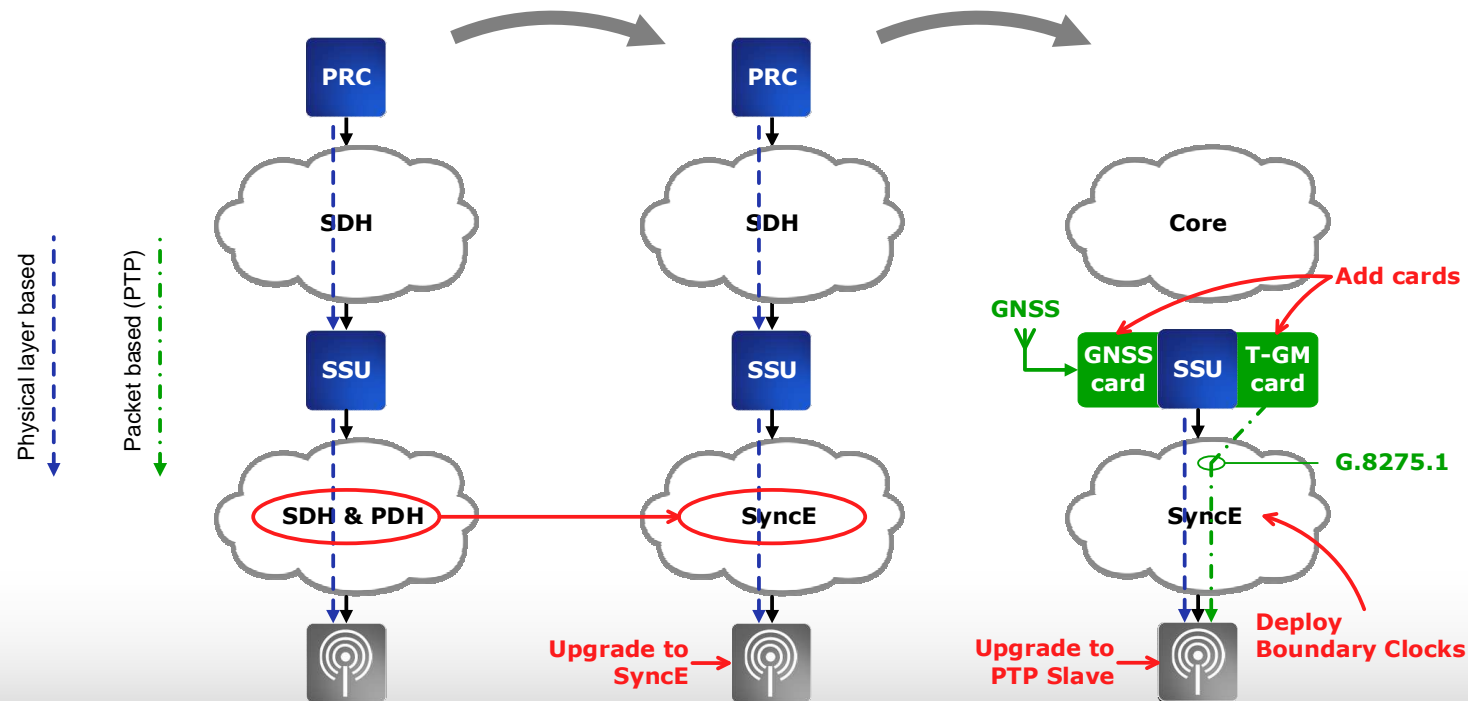 Physical layer based
Packet based (PTP)
PRC
SDH
SSU
SDH & PDH
PRC
SDH
SSU
SyncE
Upgrade to
SyncE
Core
Add cards
GNSS
GNSS
card
SSU
T-GM
card
G.8275.1
SyncE
Deploy
Boundary Clocks
Upgrade to
PTP Slave